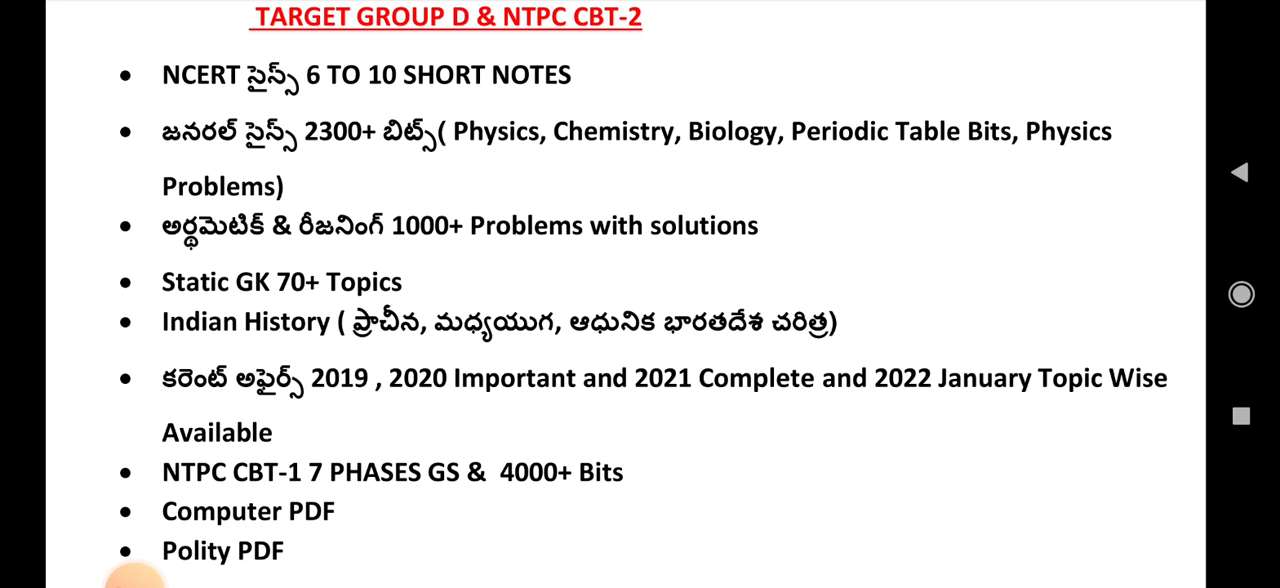 TARGET GROUP D & NTPC CBT-2
• NCERT సైన్స్ 6 TO 10 SHORT NOTES
• జనరల్ సైన్స్ 2300+ బిట్స్( Physics, Chemistry, Biology, Periodic Table Bits, Physics
Problems)
• అర్థమెటిక్ & రీజనింగ్ 1000+ Problems with solutions
• Static GK 70+ Topics
• Indian History ( ప్రాచీన, మధ్యయుగ, ఆధునిక భారతదేశ చరిత్ర)
• కరెంట్ అఫైర్స్ 2019 , 2020 Important and 2021 Complete and 2022 January Topic Wise
Available
• NTPC CBT-1 7 PHASES GS &  4000+ Bits
• Computer PDF
• Polity PDF